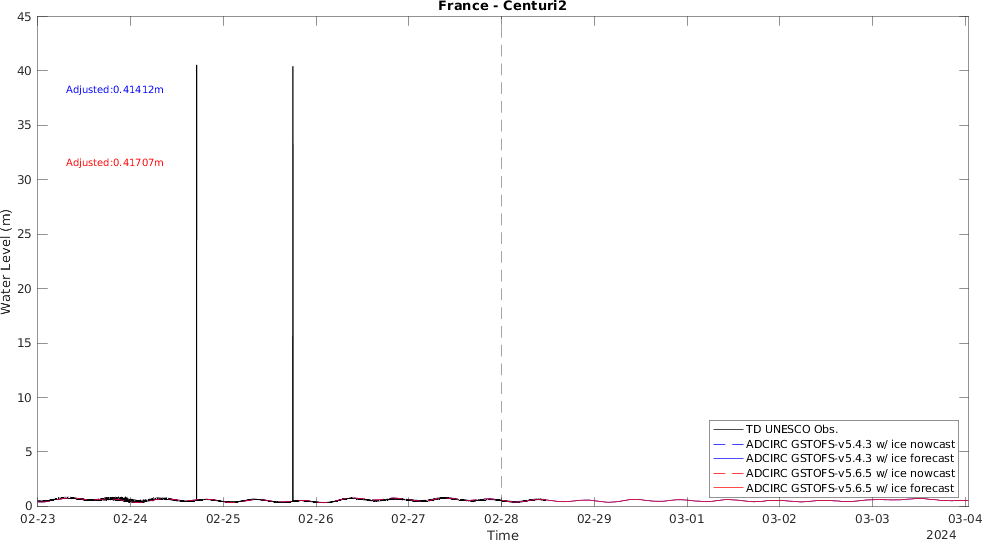 France - Centuri2
45
40
35
30
25
20
15
10
5
0
Water Level (m)
Adjusted:0.41412m
Adjusted:0.41707m
TD UNESCO Obs.
ADCIRC GSTOFS-v5.4.3 w/ ice nowcast
ADCIRC GSTOFS-v5.4.3 w/ ice forecast
ADCIRC GSTOFS-v5.6.5 w/ ice nowcast
ADCIRC GSTOFS-v5.6.5 w/ ice forecast
02-23 02-24 02-25 02-26 02-27 02-28 02-29 03-01 03-02 03-03 03-04
Time
2024